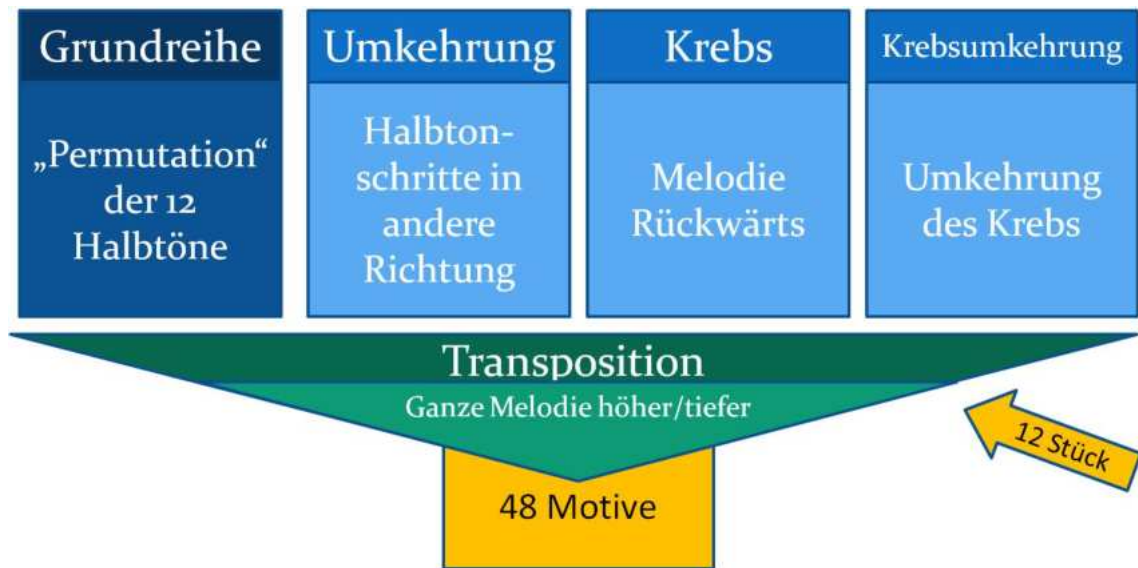 Grundreihe
„Permutation“
der 12
Halbtöne
Umkehrung
Halbton-
schritte in
andere
Richtung
Krebs
Melodie
Rückwärts
Krebsumkehrung
Umkehrung
des Krebs
Transposition
Ganze Melodie höher/tiefer
12 Stück
48 Motive